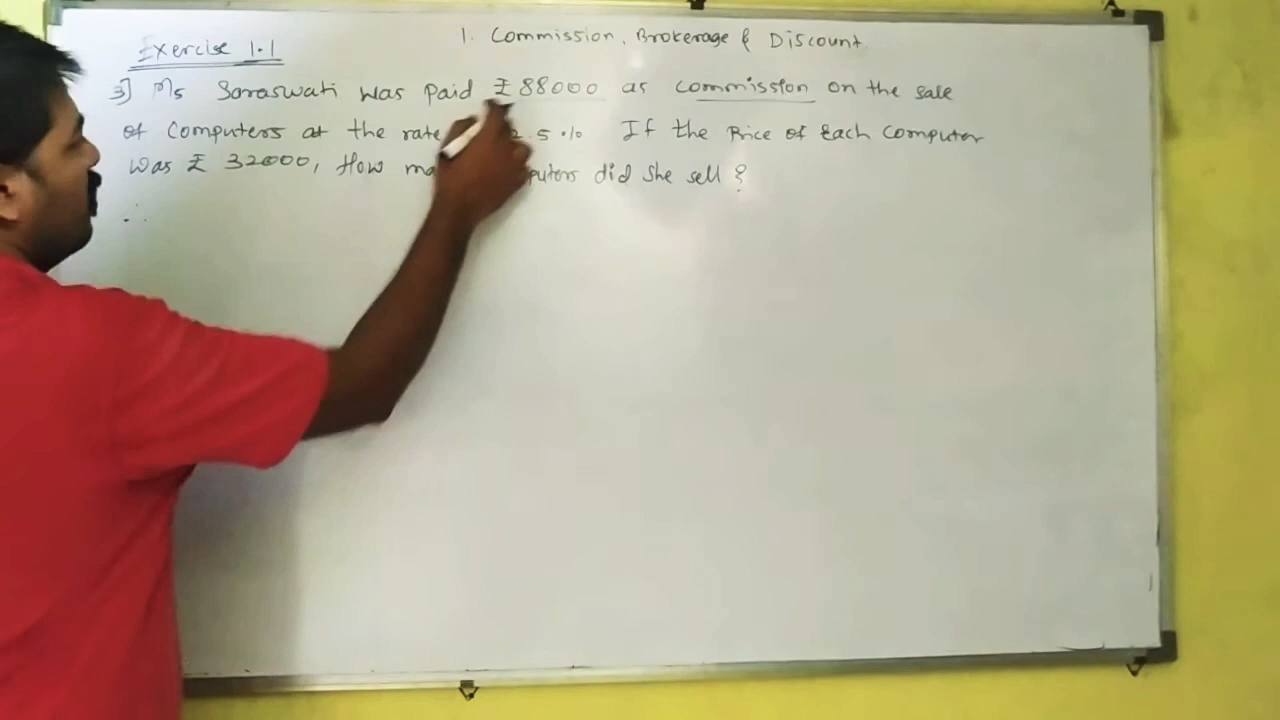 1. Commission, Brokerage & Discount
Exercise 1.1
3] Ms Saraswati was paid ₹88000 as commission on the sale
of computers at the rate 2.5% If the Price of Each Computer
was ₹ 32000, How did she sell ?
∴